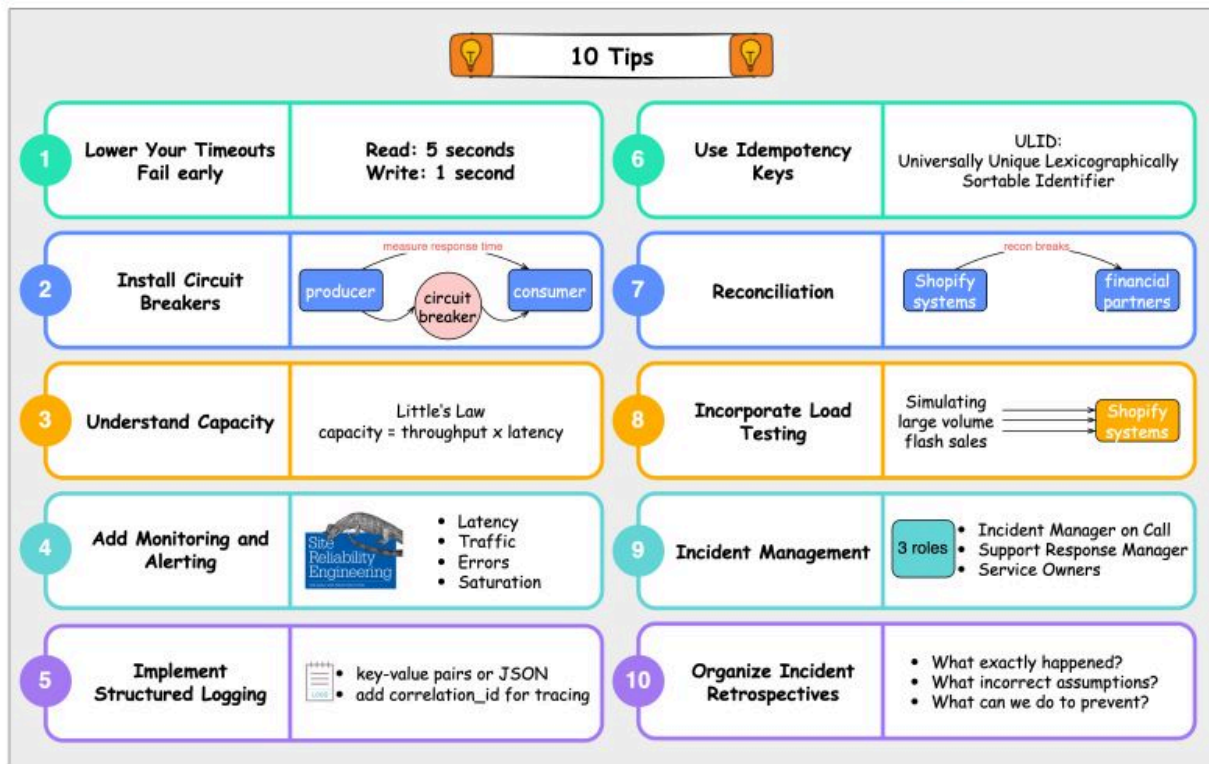 10 Tips
1
Lower Your Timeouts
Fail early
Read: 5 seconds
Write: 1 second
2
Install Circuit
Breakers
measure response time
producer
circuit
breaker
consumer
3
Understand Capacity
Little's Law
capacity = throughput x latency
4
Add Monitoring and
Alerting
Site
Reliability
Engineering
• Latency
• Traffic
• Errors
• Saturation
5
Implement
Structured Logging
LOGS
• key-value pairs or JSON
• add correlation_id for tracing
6
Use Idempotency
Keys
ULID:
Universally Unique Lexicographically
Sortable Identifier
7
Reconciliation
recon breaks
Shopify
systems
financial
partners
8
Incorporate Load
Testing
Simulating
large volume
flash sales
Shopify
systems
9
Incident Management
3 roles
• Incident Manager on Call
• Support Response Manager
• Service Owners
10
Organize Incident
Retrospectives
• What exactly happened?
• What incorrect assumptions?
• What can we do to prevent?